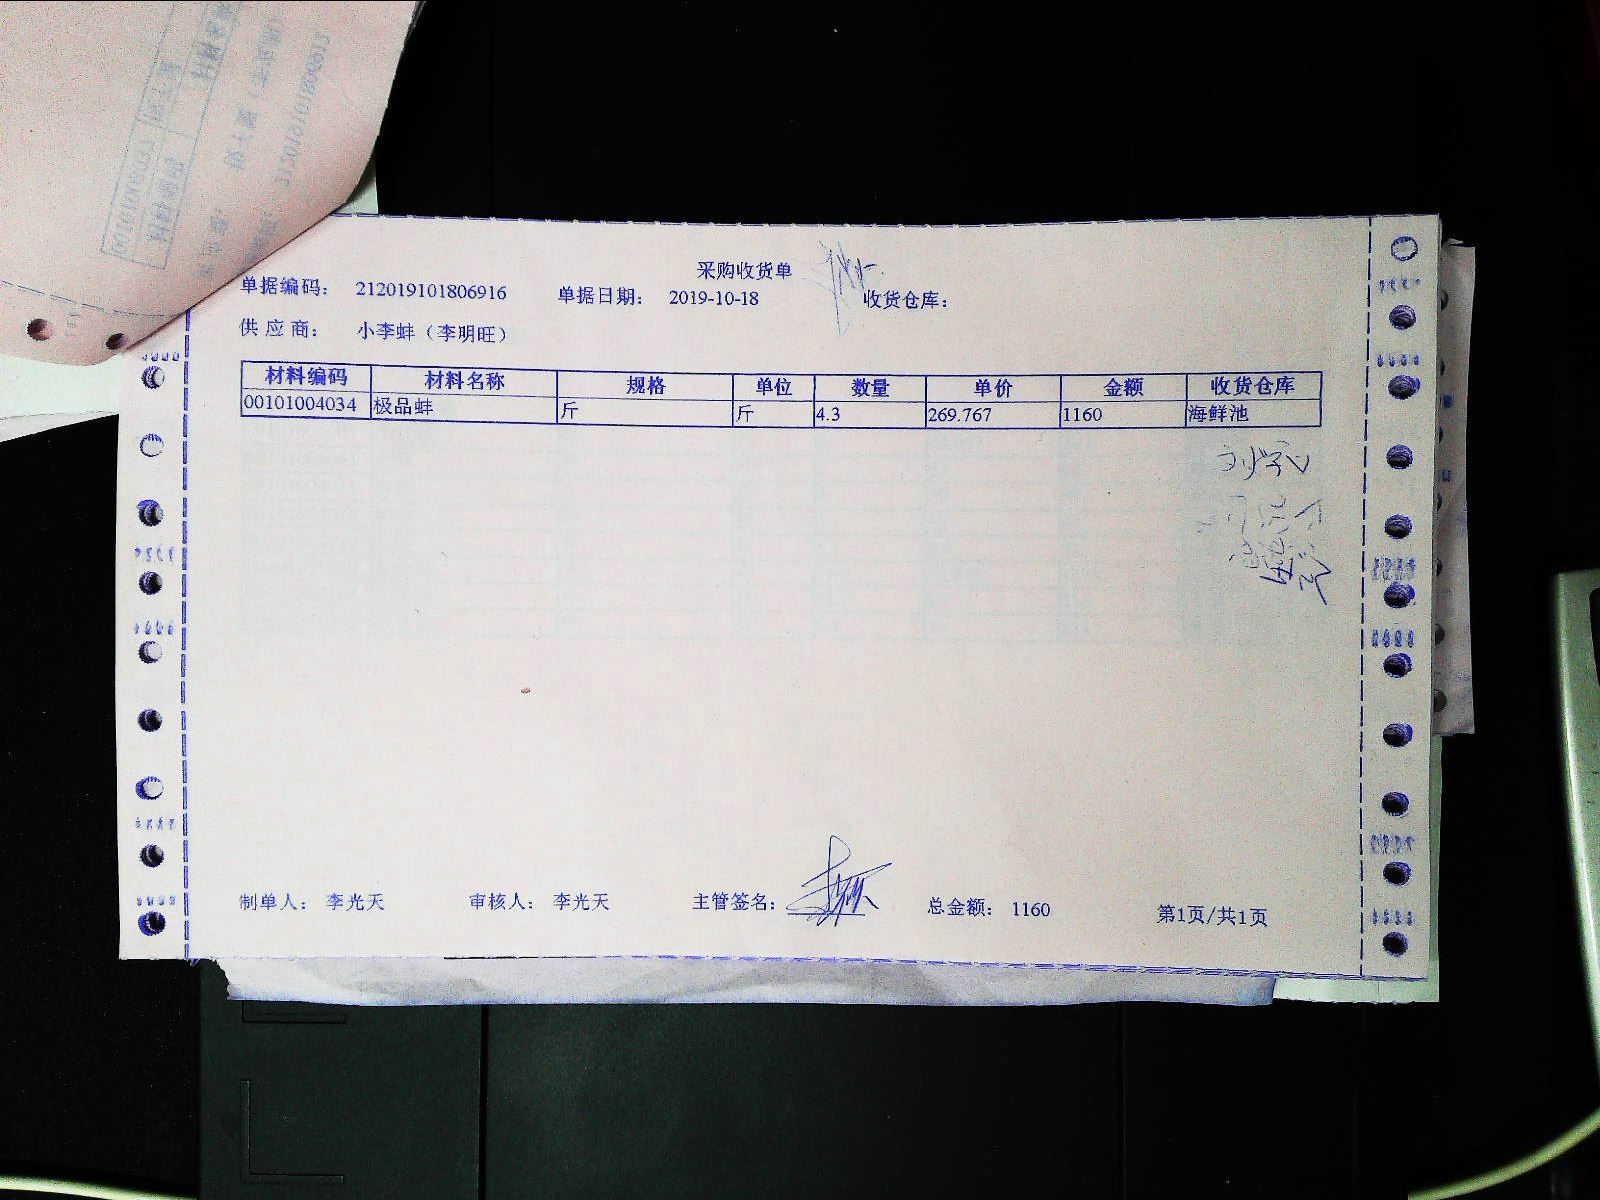 采购收货单
单据编码： 212019101806916 单据日期： 2019-10-18 收货仓库：
供 应 商： 小李蚌（李明旺）
材料编码 材料名称 规格 单位 数量 单价 金额 收货仓库
00101004034 极品蚌 斤 斤 4.3 269.767 1160 海鲜池
制单人： 李光天 审核人： 李光天 主管签名： 总金额： 1160 第1页/共1页